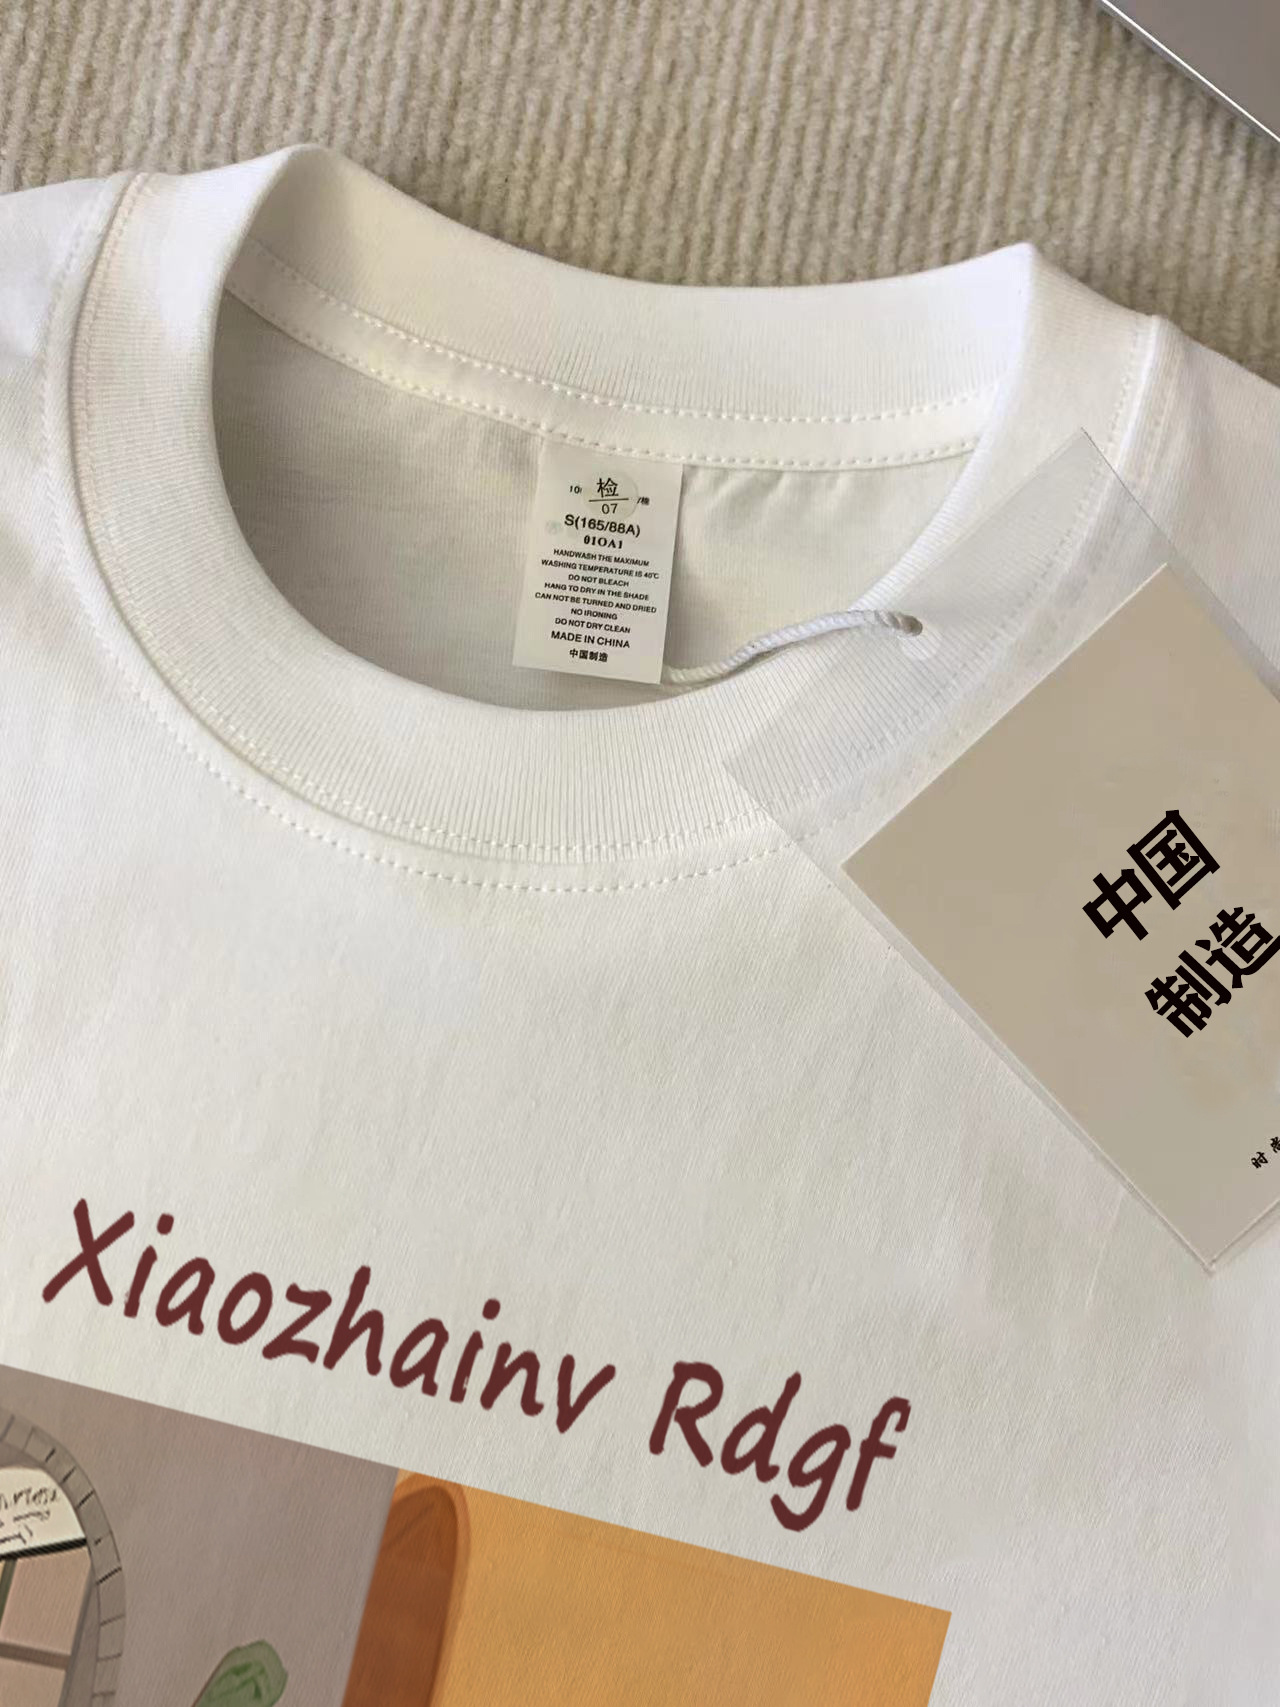 检
07
S(165/88A)
01OA1
HANDWASH THE MAXIMUM
WASHING TEMPERATURE IS 40℃
DO NOT BLEACH
HANG TO DRY IN THE SHADE
CAN NOT BE TURNED AND DRIED
NO IRONING
DO NOT DRY CLEAN
MADE IN CHINA
中国制造
中国
制造
时尚
Xiaozhainv Rdgf